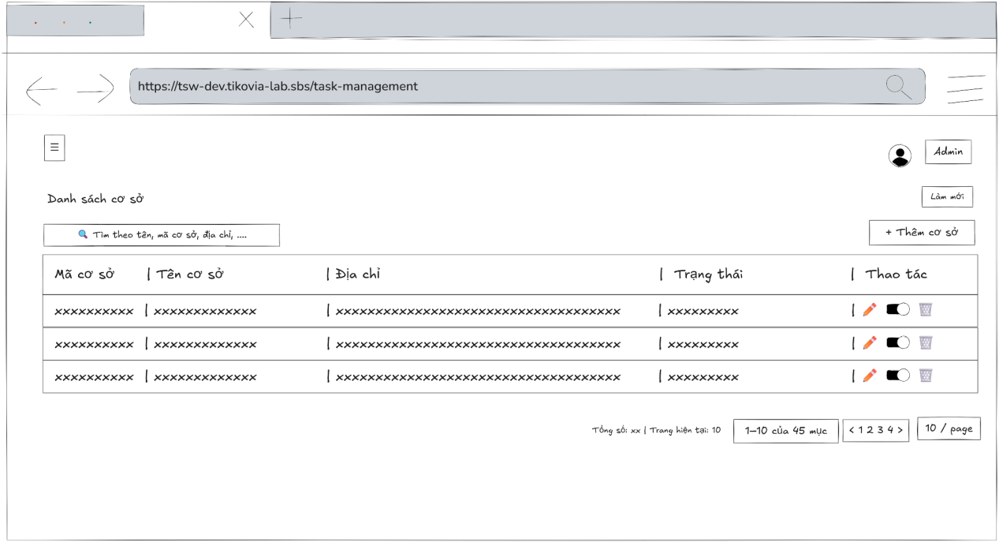 https://tsw-dev.tikovia-lab.sbs/task-management
Admin
Danh sách cơ sở
Làm mới
Tìm theo tên, mã cơ sở, địa chỉ, ....
+ Thêm cơ sở
Mã cơ sở | Tên cơ sở | Địa chỉ | Trạng thái | Thao tác
xxxxxxxxxx | xxxxxxxxxxxxx | xxxxxxxxxxxxxxxxxxxxxxxxxxxxxxxxxxxx | xxxxxxxxx |
xxxxxxxxxx | xxxxxxxxxxxxx | xxxxxxxxxxxxxxxxxxxxxxxxxxxxxxxxxxxx | xxxxxxxxx |
xxxxxxxxxx | xxxxxxxxxxxxx | xxxxxxxxxxxxxxxxxxxxxxxxxxxxxxxxxxxx | xxxxxxxxx |
Tổng số: xx | Trang hiện tại: 10 1–10 của 45 mục < 1 2 3 4 > 10 / page